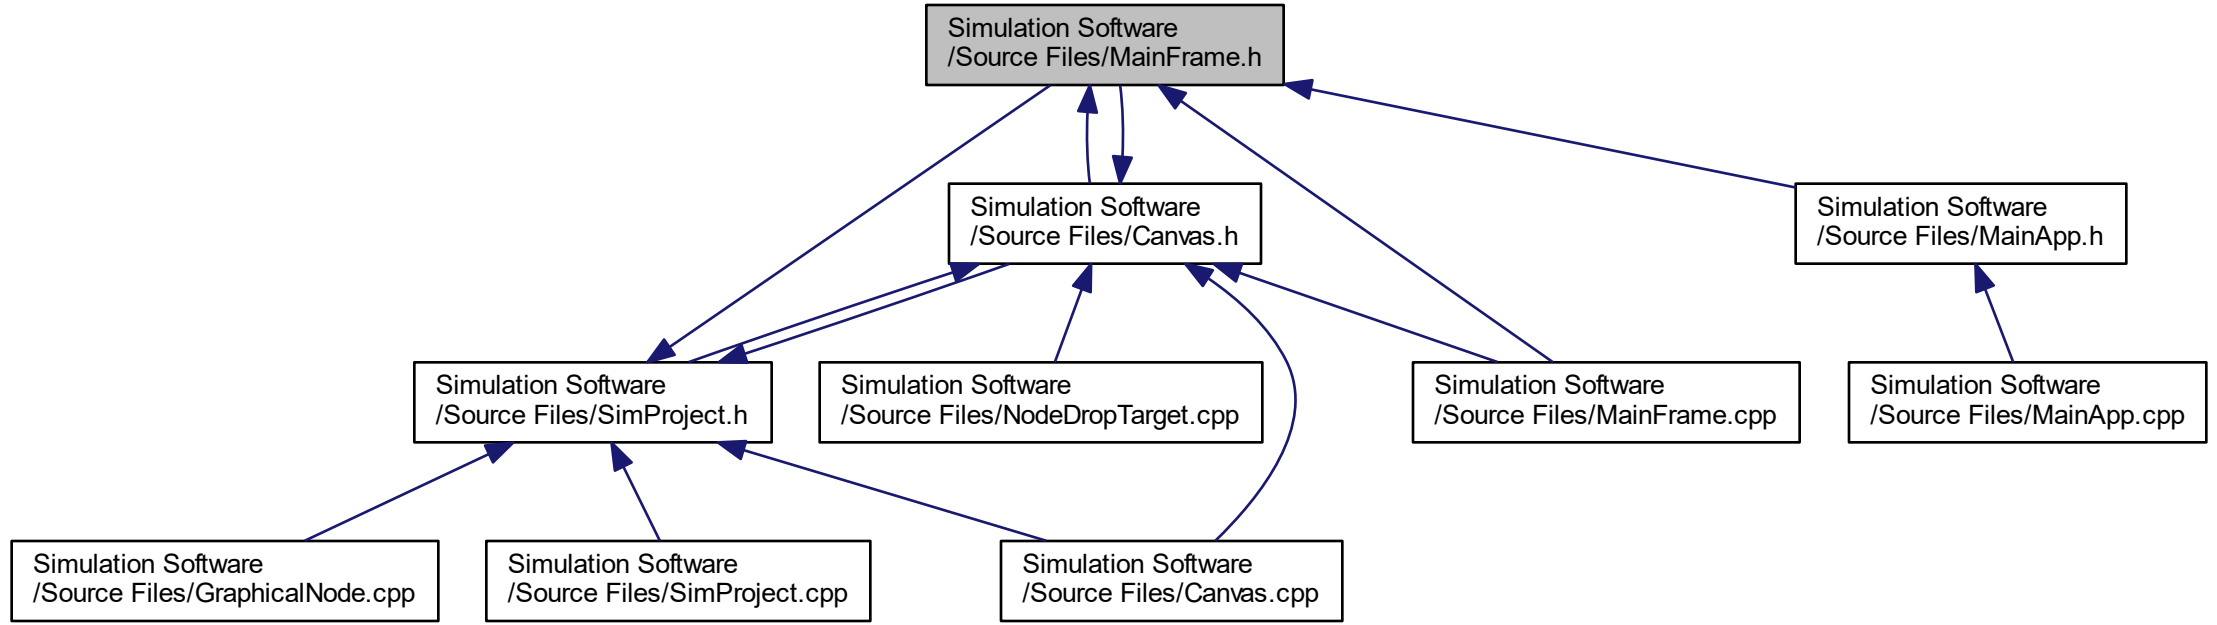 Simulation Software
/Source Files/MainFrame.h
Simulation Software
/Source Files/Canvas.h
Simulation Software
/Source Files/MainApp.h
Simulation Software
/Source Files/SimProject.h
Simulation Software
/Source Files/NodeDropTarget.cpp
Simulation Software
/Source Files/MainFrame.cpp
Simulation Software
/Source Files/MainApp.cpp
Simulation Software
/Source Files/GraphicalNode.cpp
Simulation Software
/Source Files/SimProject.cpp
Simulation Software
/Source Files/Canvas.cpp